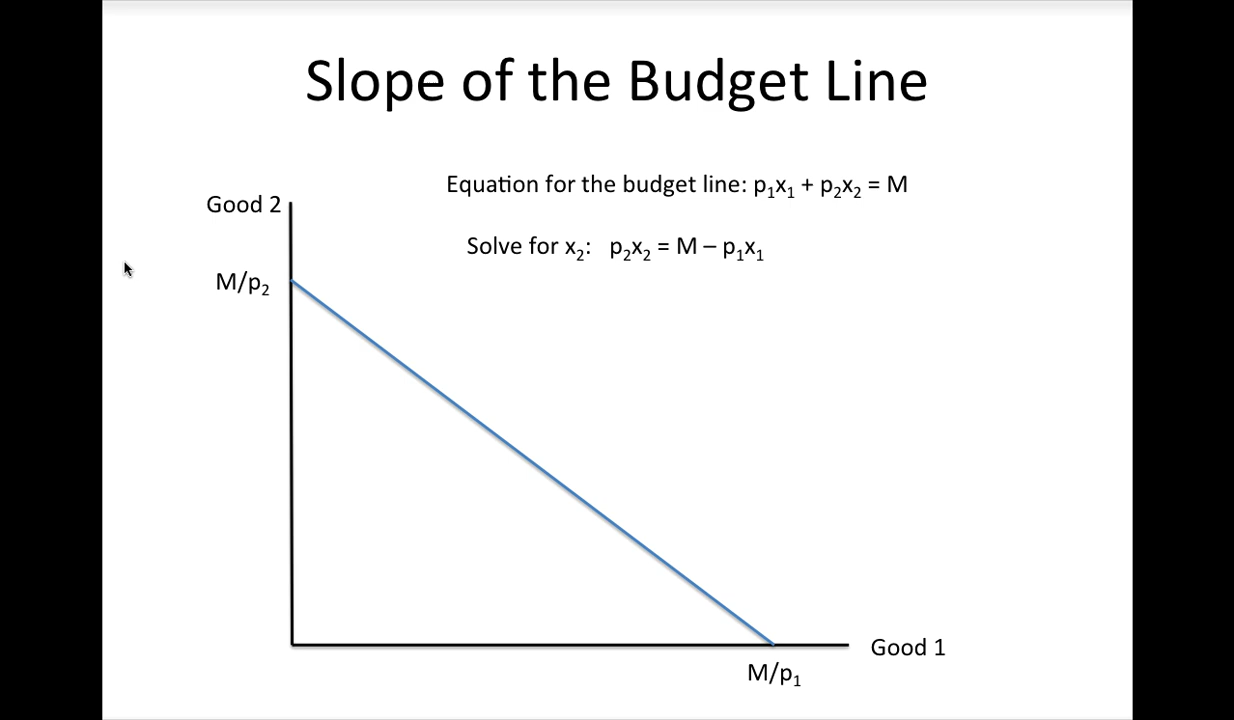 Slope of the Budget Line
Equation for the budget line: p₁x₁ + p₂x₂ = M
Good 2
Solve for x₂: p₂x₂ = M – p₁x₁
M/p₂
Good 1
M/p₁